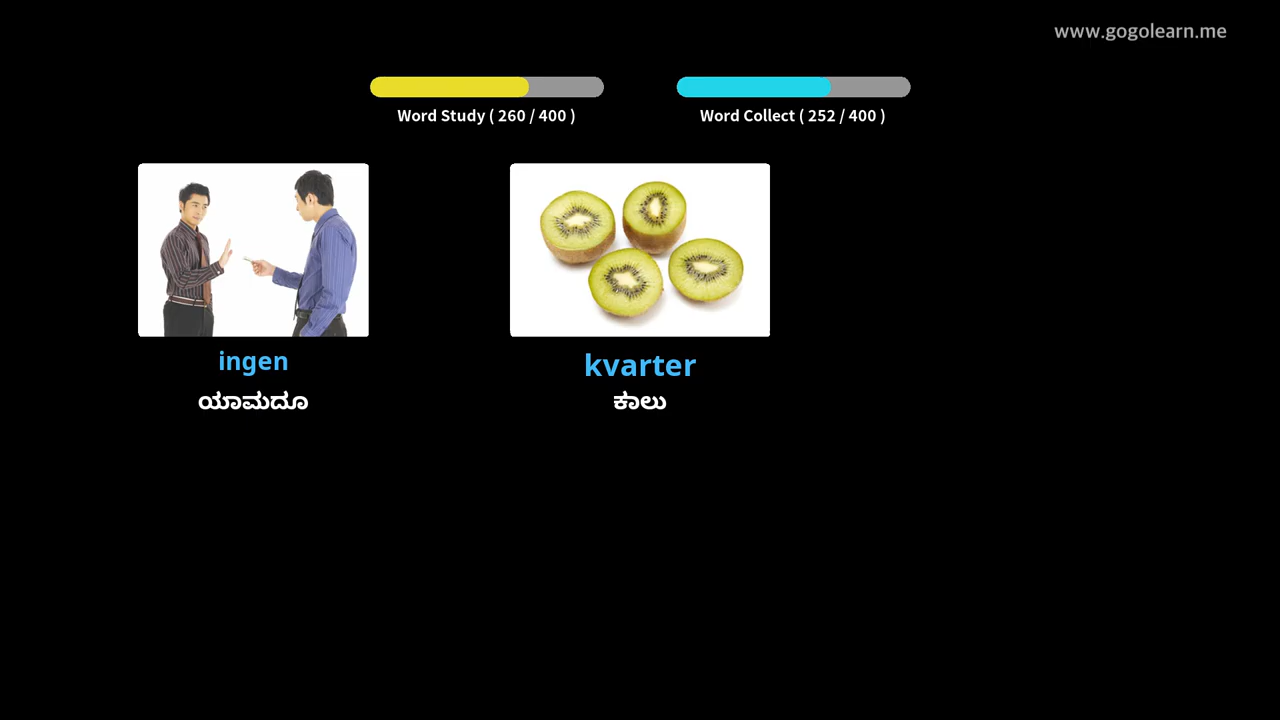 www.gogolearn.me
Word Study ( 260 / 400 )
Word Collect ( 252 / 400 )
ingen
ಯಾಮದೂ
kvarter
ಕಾಲು